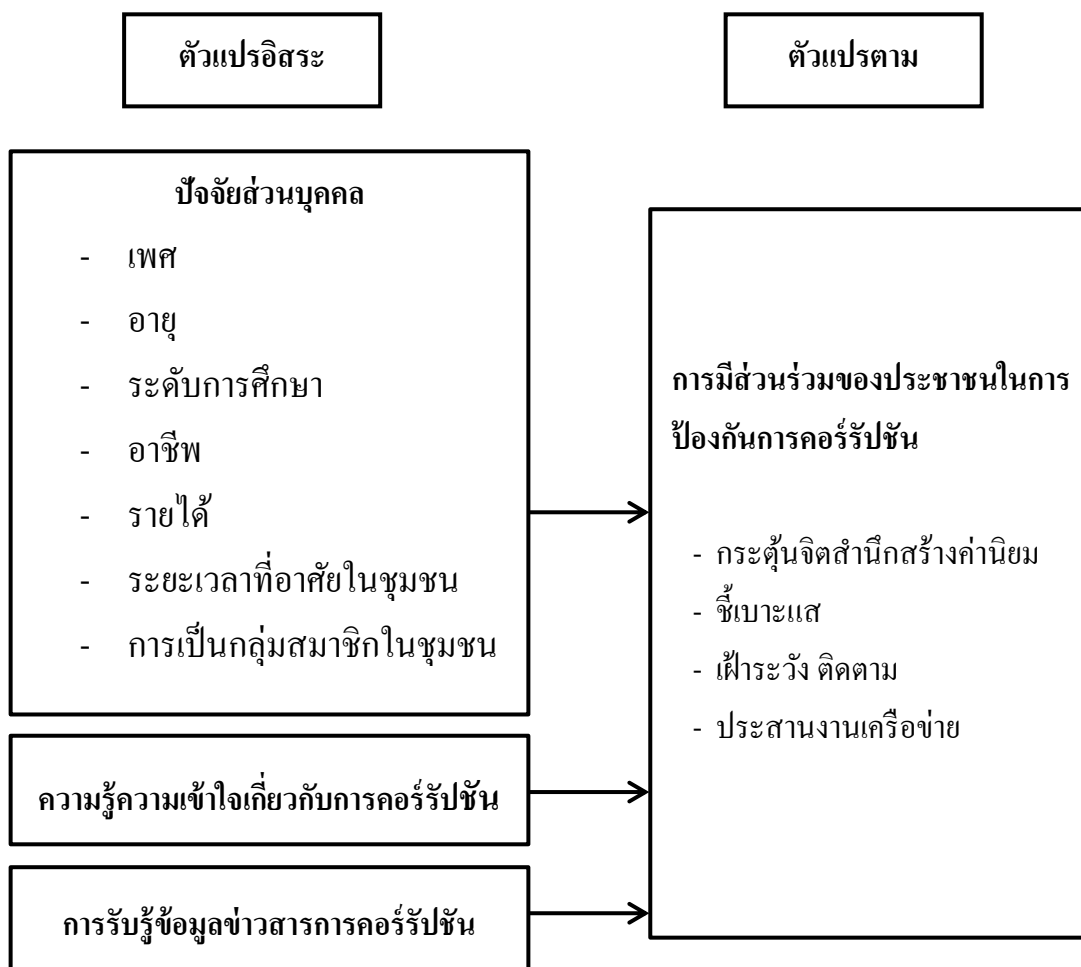 ตัวแปรอิสระ
ตัวแปรตาม
ปัจจัยส่วนบุคคล
- เพศ
- อายุ
- ระดับการศึกษา
- อาชีพ
- รายได้
- ระยะเวลาที่อาศัยในชุมชน
- การเป็นกลุ่มสมาชิกในชุมชน
ความรู้ความเข้าใจเกี่ยวกับการคอร์รัปชัน
การรับรู้ข้อมูลข่าวสารการคอร์รัปชัน
การมีส่วนร่วมของประชาชนในการ
ป้องกันการคอร์รัปชัน
- กระตุ้นจิตสำนึกสร้างค่านิยม
- ชี้เบาะแส
- เฝ้าระวัง ติดตาม
- ประสานงานเครือข่าย